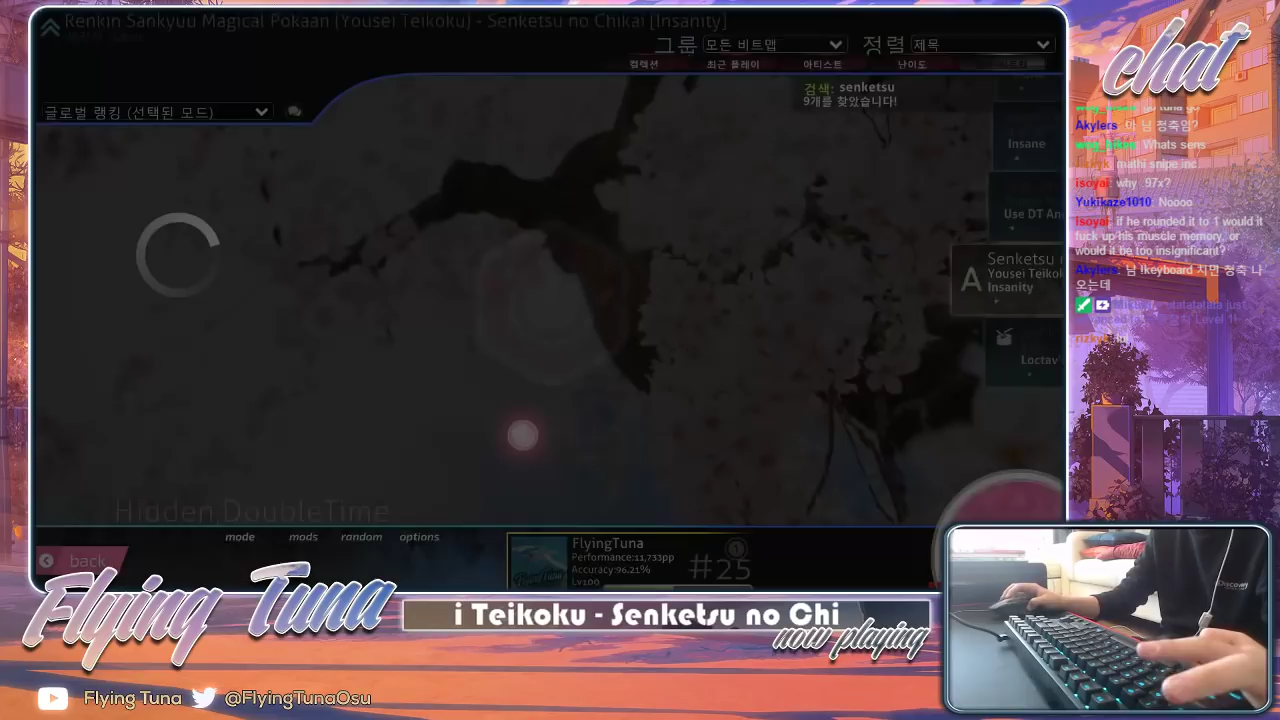 Renkin Sankyuu Magical Pokaan (Yousei Teikoku) - Senketsu no Chikai [Insanity]
그룹 모든 비트맵 정렬 제목
컬렉션 최근 플레이 아티스트 난이도
글로벌 랭킹 (선택된 모드)
검색: senketsu
9개를 찾았습니다!
Insane
Use DT An
Senketsu
A Yousei Teiko
Insanity
Loctav
Hidden,DoubleTime
mode mods random options
back
FlyingTuna
Performance:11,733pp
Accuracy:96.21%
Lv100
#25
chat
Akylers 아 님 청축임?
Whats sens
mathi snipe inc
isoyal why .97x?
Yukikaze1010 Noooo
isoyal if he rounded it to 1 would it
fuck up his muscle memory, or
would it be too insignificant?
Akylers 님 !keyboard 치면 청축 나
오는데
Flying Tuna
i Teikoku - Senketsu no Chi
now playing
Flying Tuna @FlyingTunaOsu